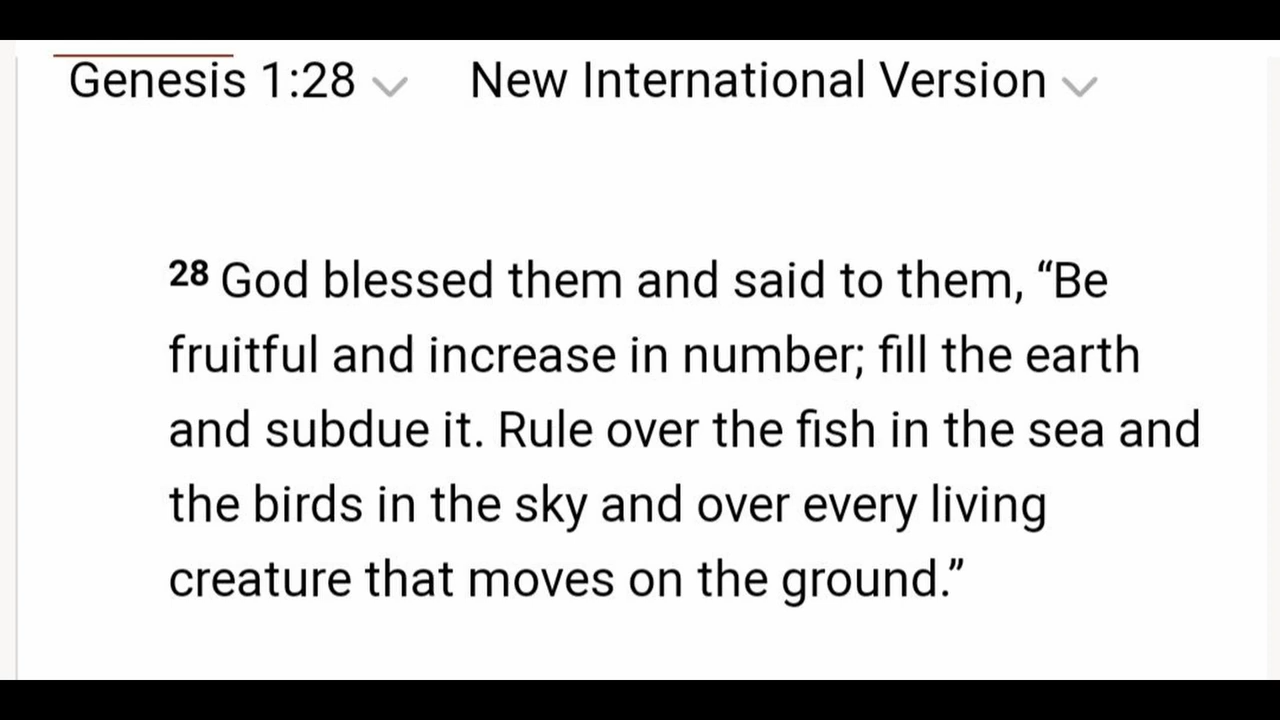 Genesis 1:28 New International Version
28 God blessed them and said to them, “Be
fruitful and increase in number; fill the earth
and subdue it. Rule over the fish in the sea and
the birds in the sky and over every living
creature that moves on the ground.”